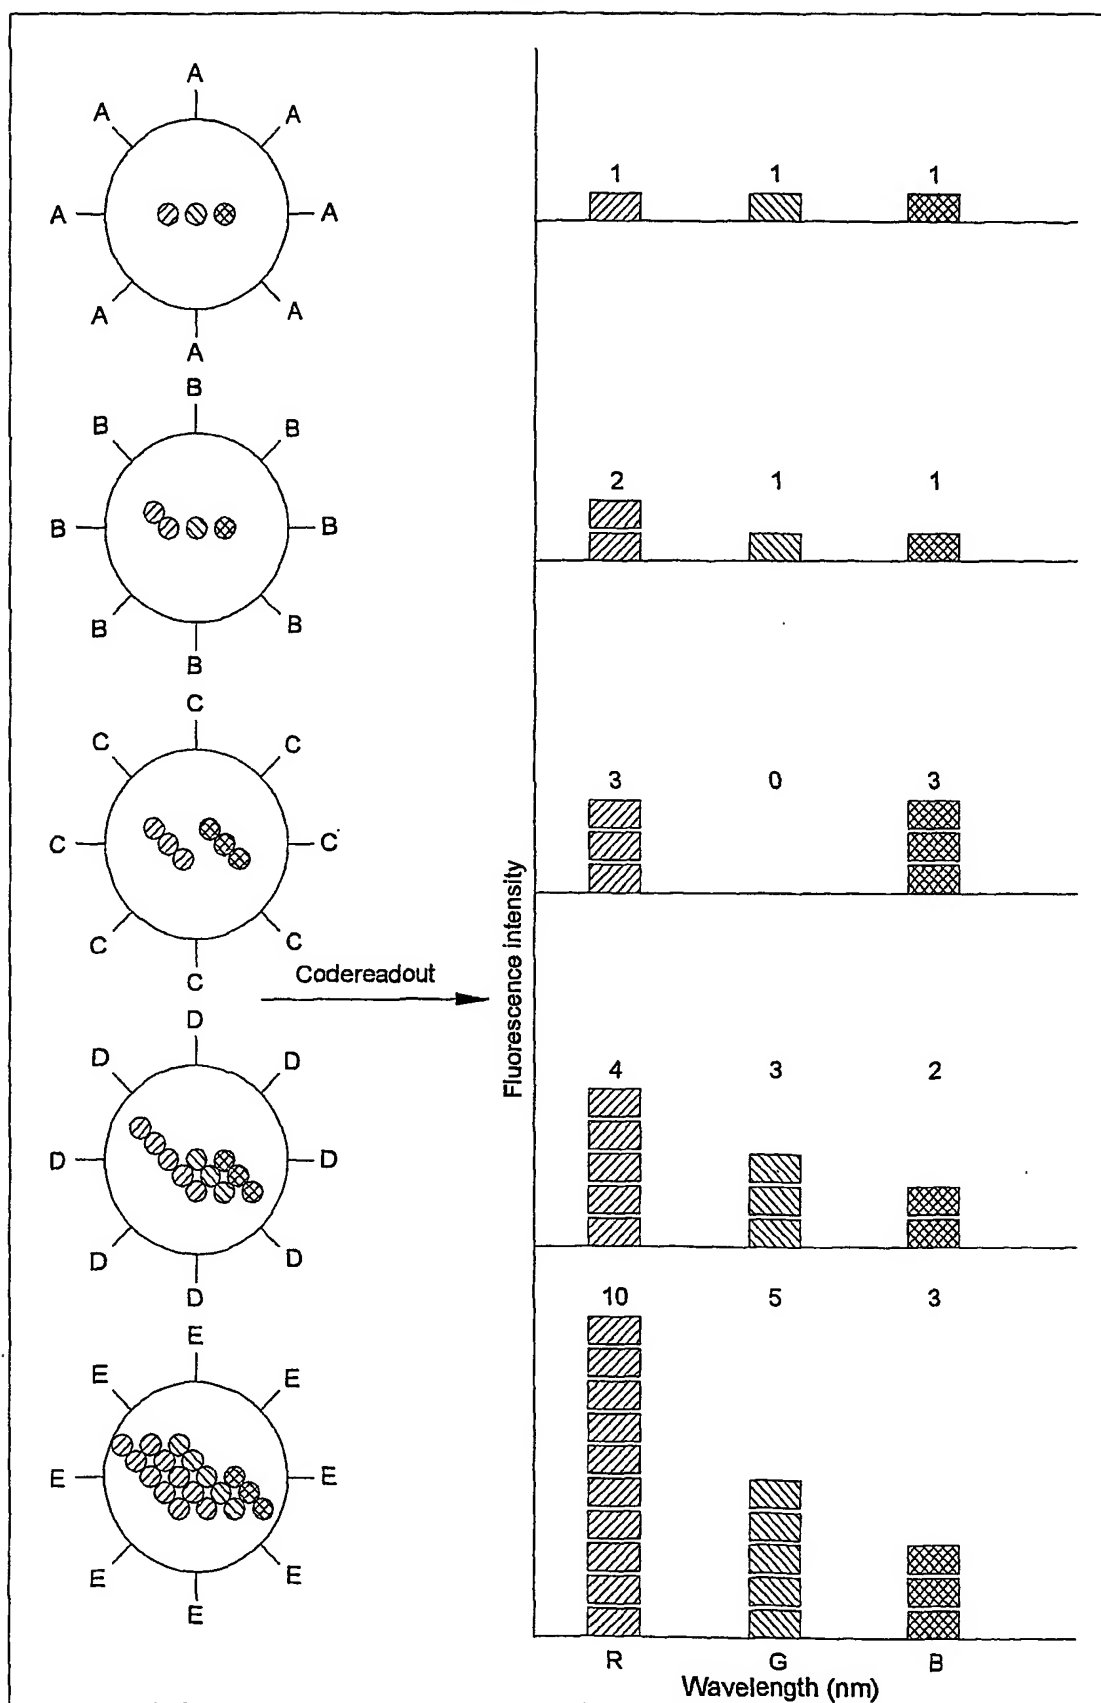 A
A A
A A
A A
A
1 1 1
B
B B
B B
B B
B
2 1 1
C
C C
C C
C C
C
3 0 3
Codereadout
Fluorescence intensity
D
D D
D D
D D
D
4 3 2
E
E E
E E
E E
E
10 5 3
R G B
Wavelength (nm)